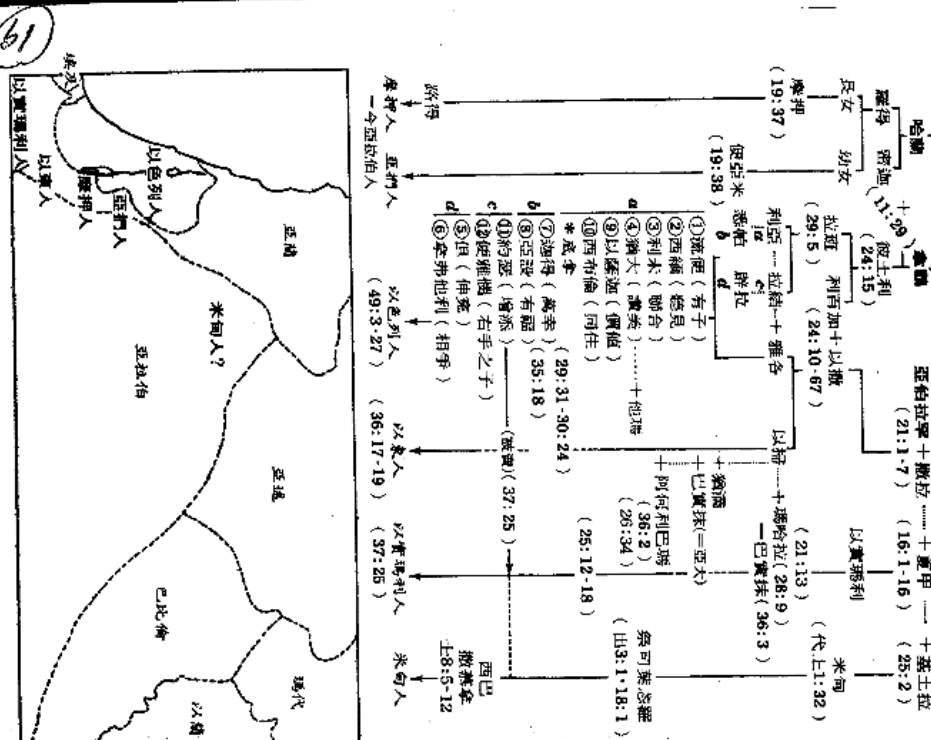 19
哈蘭
羅得 密迦 (11:29) 拿鶴
長女 幼女
摩押 (19:37)
便亞米 (19:38)
路得
摩押人 亞捫人
一今亞拉伯人
彼土利 (24:15)
拉班 (29:5) 利百加 + 以撒 (24:10-67)
利亞 拉結 + 雅各
a c
悉帕 辟拉
b d
a
①流便(有子)
②西緬(聽見)
③利未(聯合)
④猶大(讚美)……+他瑪
⑨以薩迦(價值)
⑩西布倫(同住)
(29:31-30:24)
b
⑦迦得(萬幸)
⑧亞設(有福)
(35:18)
c
⑪約瑟(增添)
(被賣)(37:25)
⑫便雅憫(右手之子)
d
⑤但(伸冤)
⑥拿弗他利(相爭)
以色列人
(49:3-27)
亞伯拉罕 + 撒拉 …… + 夏甲 + 基土拉
(21:1-7) (16:1-16) (25:2)
以掃 + 瑪哈拉(28:9)
一巴實抹(36:3)
+巴實抹(=亞大)
+阿何利巴瑪
(36:2)
(26:34)
以東人
(36:17-19)
以實瑪利
(21:13)
(25:12-18)
以實瑪利人
(37:25)
米甸
(代上1:32)
祭司葉忒羅
(出3:1·18:1)
西巴
撒慕拿
士8:5-12
米甸人
埃及
以實瑪利人
以東人
摩押人
亞捫人
以色列人
亞蘭
米甸人?
亞拉伯
亞述
巴比倫
瑪代
以蘭